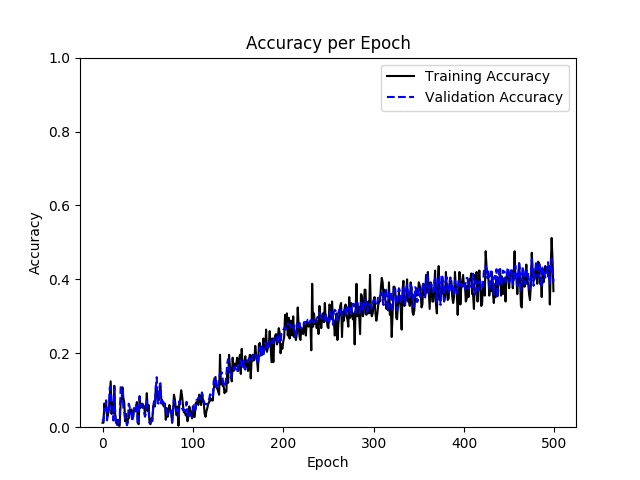 Accuracy per Epoch
1.0
Training Accuracy
Validation Accuracy
0.8
0.6
Accuracy
0.4
0.2
0.0
0 100 200 300 400 500
Epoch